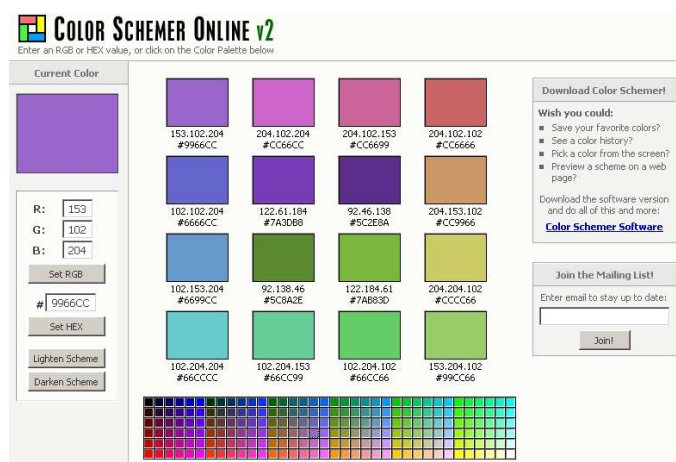 COLOR SCHEMER ONLINE v2
Enter an RGB or HEX value, or click on the Color Palette below
Current Color
R: 153
G: 102
B: 204
Set RGB
# 9966CC
Set HEX
Lighten Scheme
Darken Scheme
153.102.204 204.102.204 204.102.153 204.102.102
#9966CC #CC66CC #CC6699 #CC6666
102.102.204 122.61.184 92.46.138 204.153.102
#6666CC #7A3DB8 #5C2E8A #CC9966
102.153.204 92.138.46 122.184.61 204.204.102
#6699CC #5C8A2E #7AB83D #CCCC66
102.204.204 102.204.153 102.204.102 153.204.102
#66CCCC #66CC99 #66CC66 #99CC66
Download Color Schemer!
Wish you could:
Save your favorite colors?
See a color history?
Pick a color from the screen?
Preview a scheme on a web
page?
Download the software version
and do all of this and more:
Color Schemer Software
Join the Mailing List!
Enter email to stay up to date:
Join!